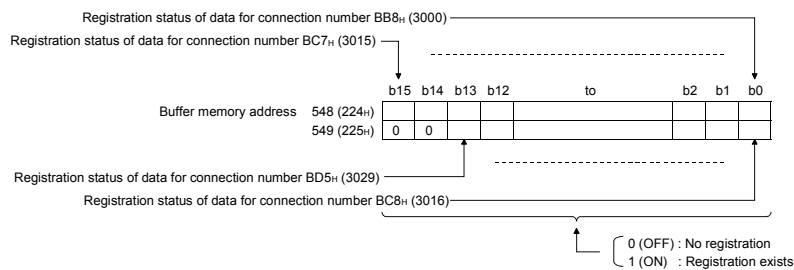 Registration status of data for connection number BB8H (3000)
Registration status of data for connection number BC7H (3015)
b15 b14 b13 b12 to b2 b1 b0
Buffer memory address 548 (224H)
549 (225H) 0 0
Registration status of data for connection number BD5H (3029)
Registration status of data for connection number BC8H (3016)
0 (OFF) : No registration
1 (ON) : Registration exists